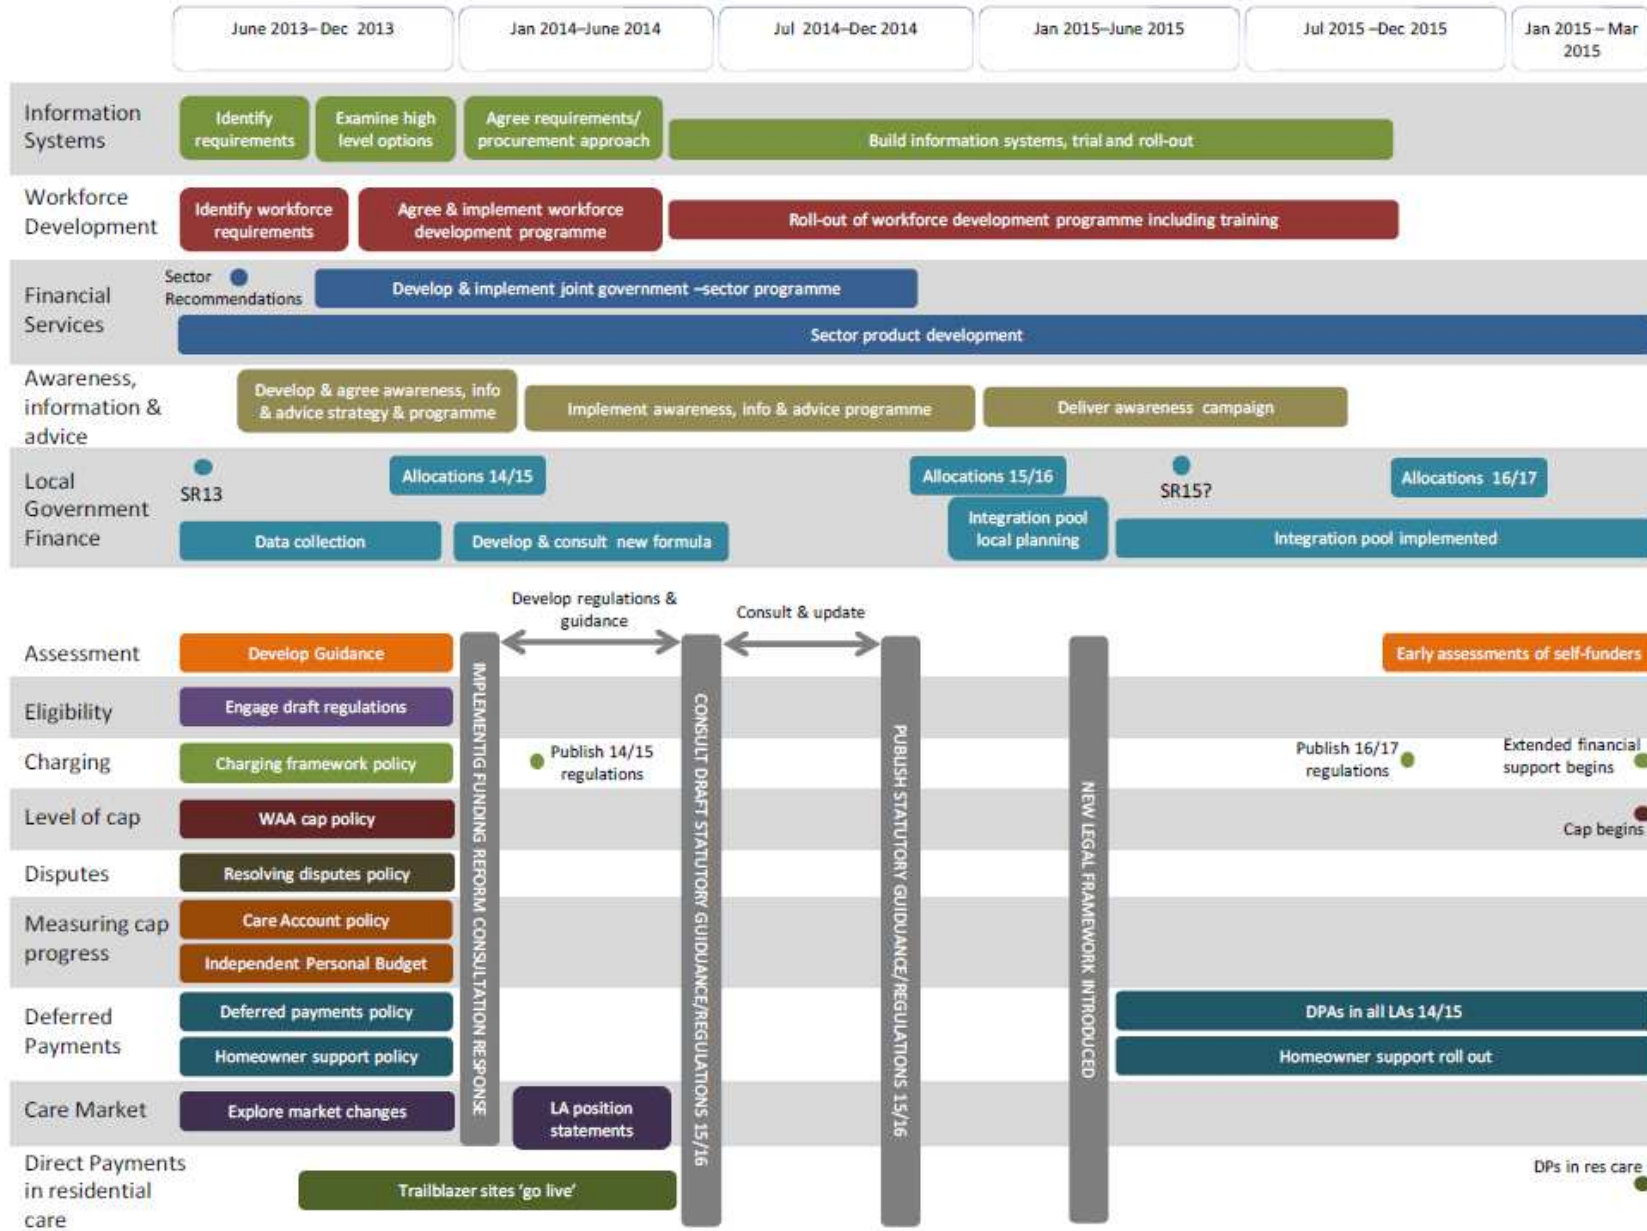 June 2013–Dec 2013
Jan 2014–June 2014
Jul 2014–Dec 2014
Jan 2015–June 2015
Jul 2015 –Dec 2015
Jan 2015 – Mar
2015
Information
Systems
Identify
requirements
Examine high
level options
Agree requirements/
procurement approach
Build information systems, trial and roll-out
Workforce
Development
Identify workforce
requirements
Agree & implement workforce
development programme
Roll-out of workforce development programme including training
Financial
Services
Sector
Recommendations
Develop & implement joint government –sector programme
Sector product development
Awareness,
information &
advice
Develop & agree awareness, info
& advice strategy & programme
Implement awareness, info & advice programme
Deliver awareness campaign
Local
Government
Finance
SR13
Allocations 14/15
Allocations 15/16
SR15?
Allocations 16/17
Data collection
Develop & consult new formula
Integration pool
local planning
Integration pool implemented
Develop regulations &
guidance
Consult & update
IMPLEMENTIG FUNDING REFORM CONSULTATION RESPONSE
CONSULT DRAFT STATUTORY GUIDUANCE/REGULATIONS 15/16
PUBLISH STATUTORY GUIDUANCE/REGULATIONS 15/16
NEW LEGAL FRAMEWORK INTRODUCED
Assessment
Develop Guidance
Early assessments of self-funders
Eligibility
Engage draft regulations
Charging
Charging framework policy
Publish 14/15
regulations
Publish 16/17
regulations
Extended financial
support begins
Level of cap
WAA cap policy
Cap begins
Disputes
Resolving disputes policy
Measuring cap
progress
Care Account policy
Independent Personal Budget
Deferred
Payments
Deferred payments policy
Homeowner support policy
DPAs in all LAs 14/15
Homeowner support roll out
Care Market
Explore market changes
LA position
statements
Direct Payments
in residential
care
Trailblazer sites 'go live'
DPs in res care